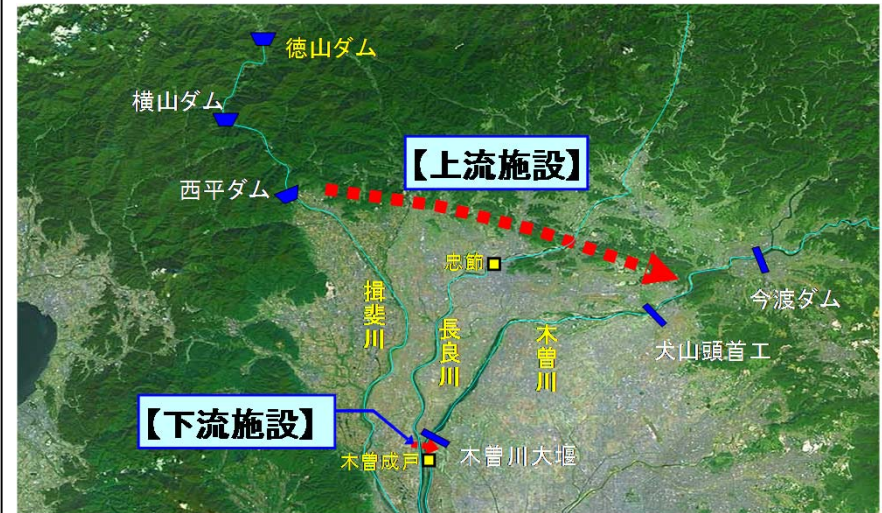 徳山ダム
横山ダム
西平ダム
【上流施設】
忠節
今渡ダム
揖斐川
長良川
木曽川
犬山頭首工
【下流施設】
木曽成戸
木曽川大堰